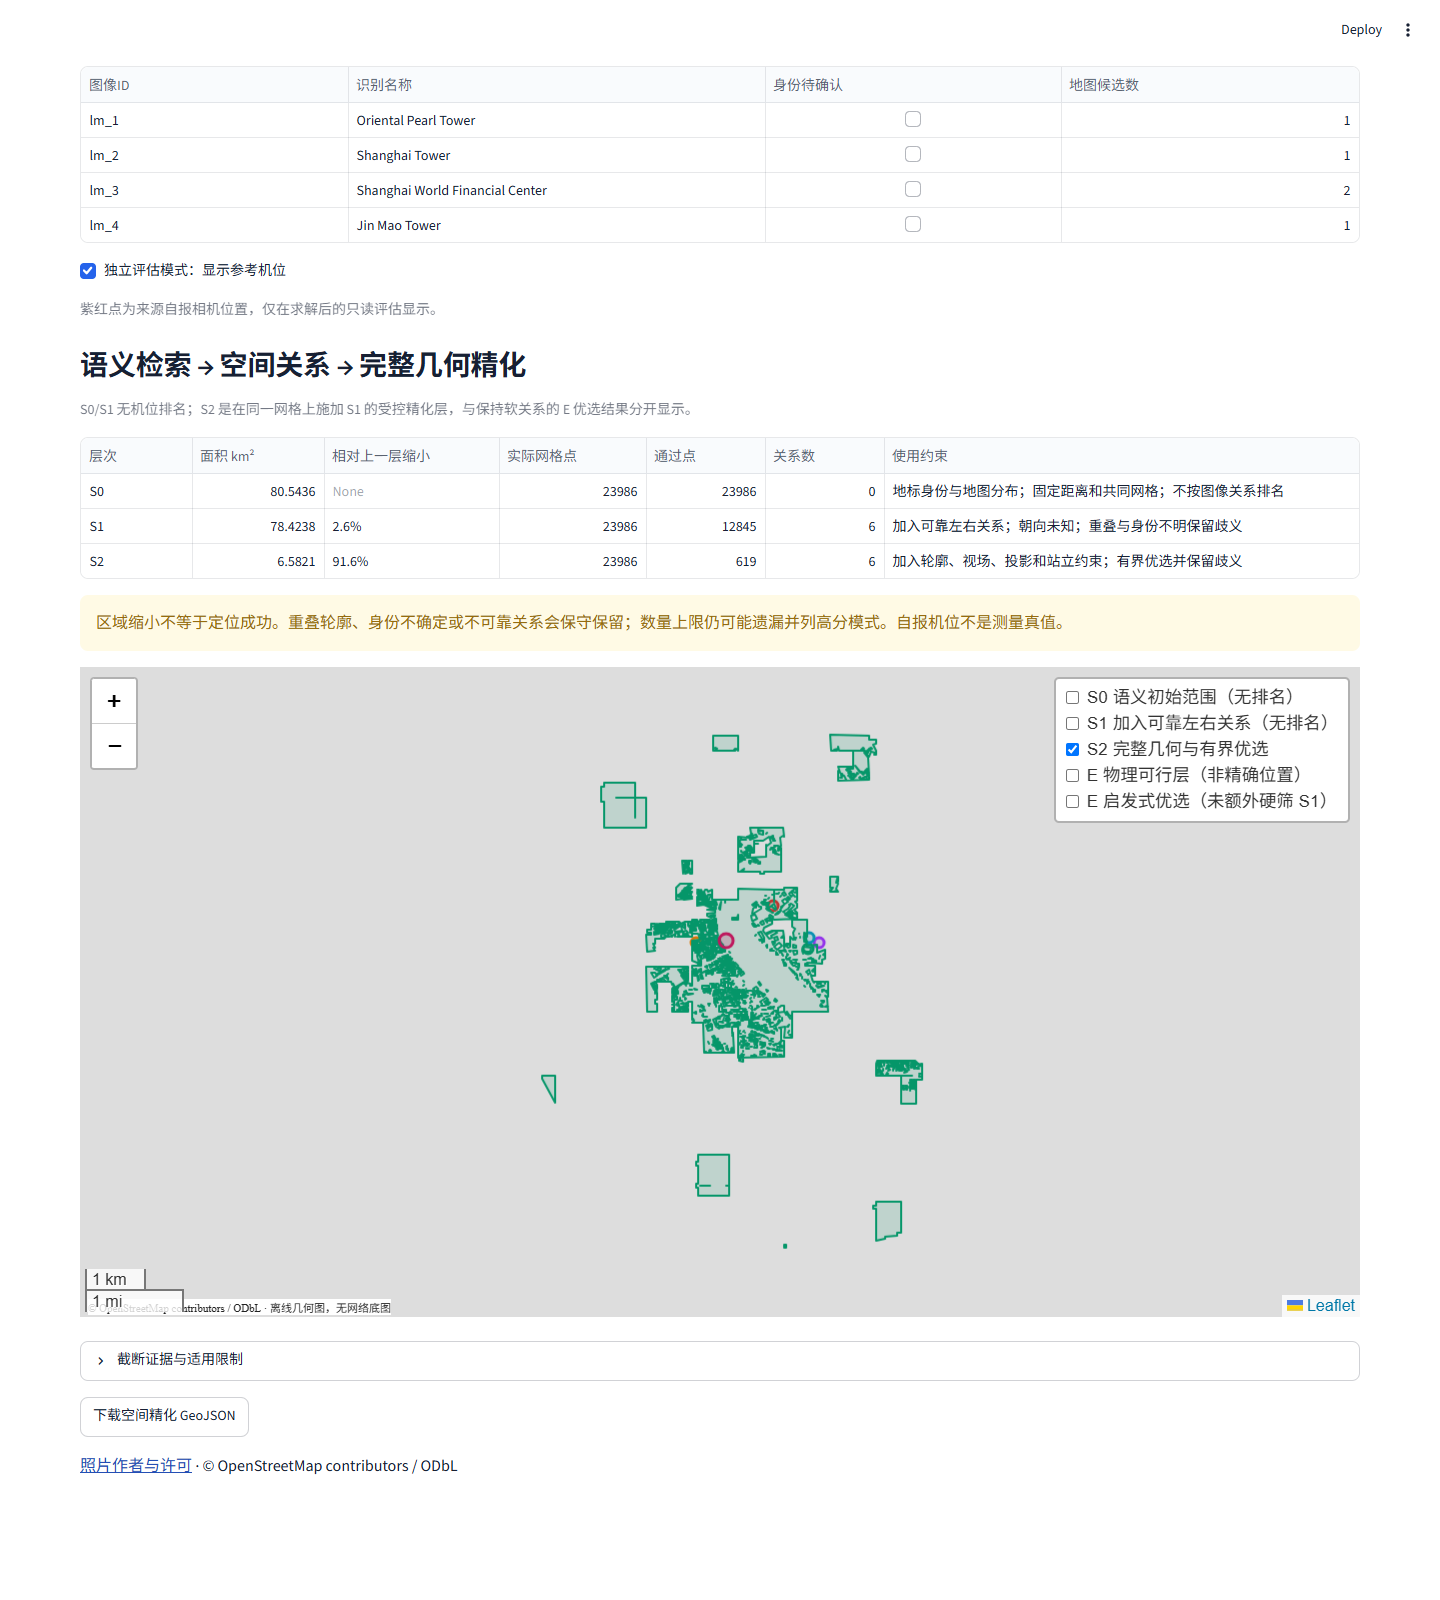 Deploy
图像ID 识别名称 身份待确认 地图候选数
lm_1 Oriental Pearl Tower 1
lm_2 Shanghai Tower 1
lm_3 Shanghai World Financial Center 2
lm_4 Jin Mao Tower 1
独立评估模式：显示参考机位
紫红点为来源自报相机位置，仅在求解后的只读评估显示。
语义检索 → 空间关系 → 完整几何精化
S0/S1 无机位排名；S2 是在同一网格上施加 S1 的受控精化层，与保持软关系的 E 优选结果分开显示。
层次 面积 km² 相对上一层缩小 实际网格点 通过点 关系数 使用约束
S0 80.5436 None 23986 23986 0 地标身份与地图分布；固定距离和共同网格；不按图像关系排名
S1 78.4238 2.6% 23986 12845 6 加入可靠左右关系；朝向未知；重叠与身份不明保留歧义
S2 6.5821 91.6% 23986 619 6 加入轮廓、视场、投影和站立约束；有界优选并保留歧义
区域缩小不等于定位成功。重叠轮廓、身份不确定或不可靠关系会保守保留；数量上限仍可能遗漏并列高分模式。自报机位不是测量真值。
+
−
S0 语义初始范围（无排名）
S1 加入可靠左右关系（无排名）
S2 完整几何与有界优选
E 物理可行层（非精确位置）
E 启发式优选（未额外硬筛 S1）
1 km
1 mi
© OpenStreetMap contributors / ODbL · 离线几何图，无网络底图
Leaflet
截断证据与适用限制
下载空间精化 GeoJSON
照片作者与许可 · © OpenStreetMap contributors / ODbL